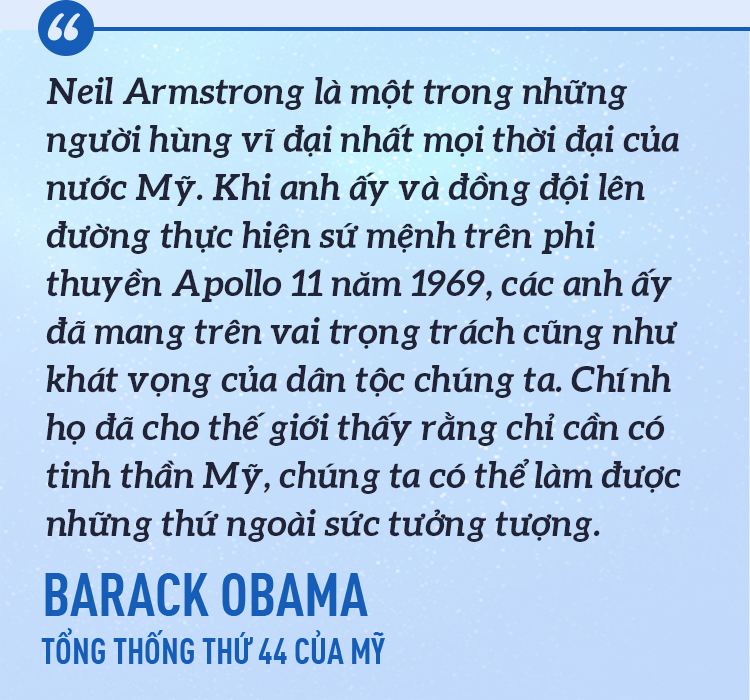 Neil Armstrong là một trong những
người hùng vĩ đại nhất mọi thời đại của
nước Mỹ. Khi anh ấy và đồng đội lên
đường thực hiện sứ mệnh trên phi
thuyền Apollo 11 năm 1969, các anh ấy
đã mang trên vai trọng trách cũng như
khát vọng của dân tộc chúng ta. Chính
họ đã cho thế giới thấy rằng chỉ cần có
tinh thần Mỹ, chúng ta có thể làm được
những thứ ngoài sức tưởng tượng.
BARACK OBAMA
TỔNG THỐNG THỨ 44 CỦA MỸ